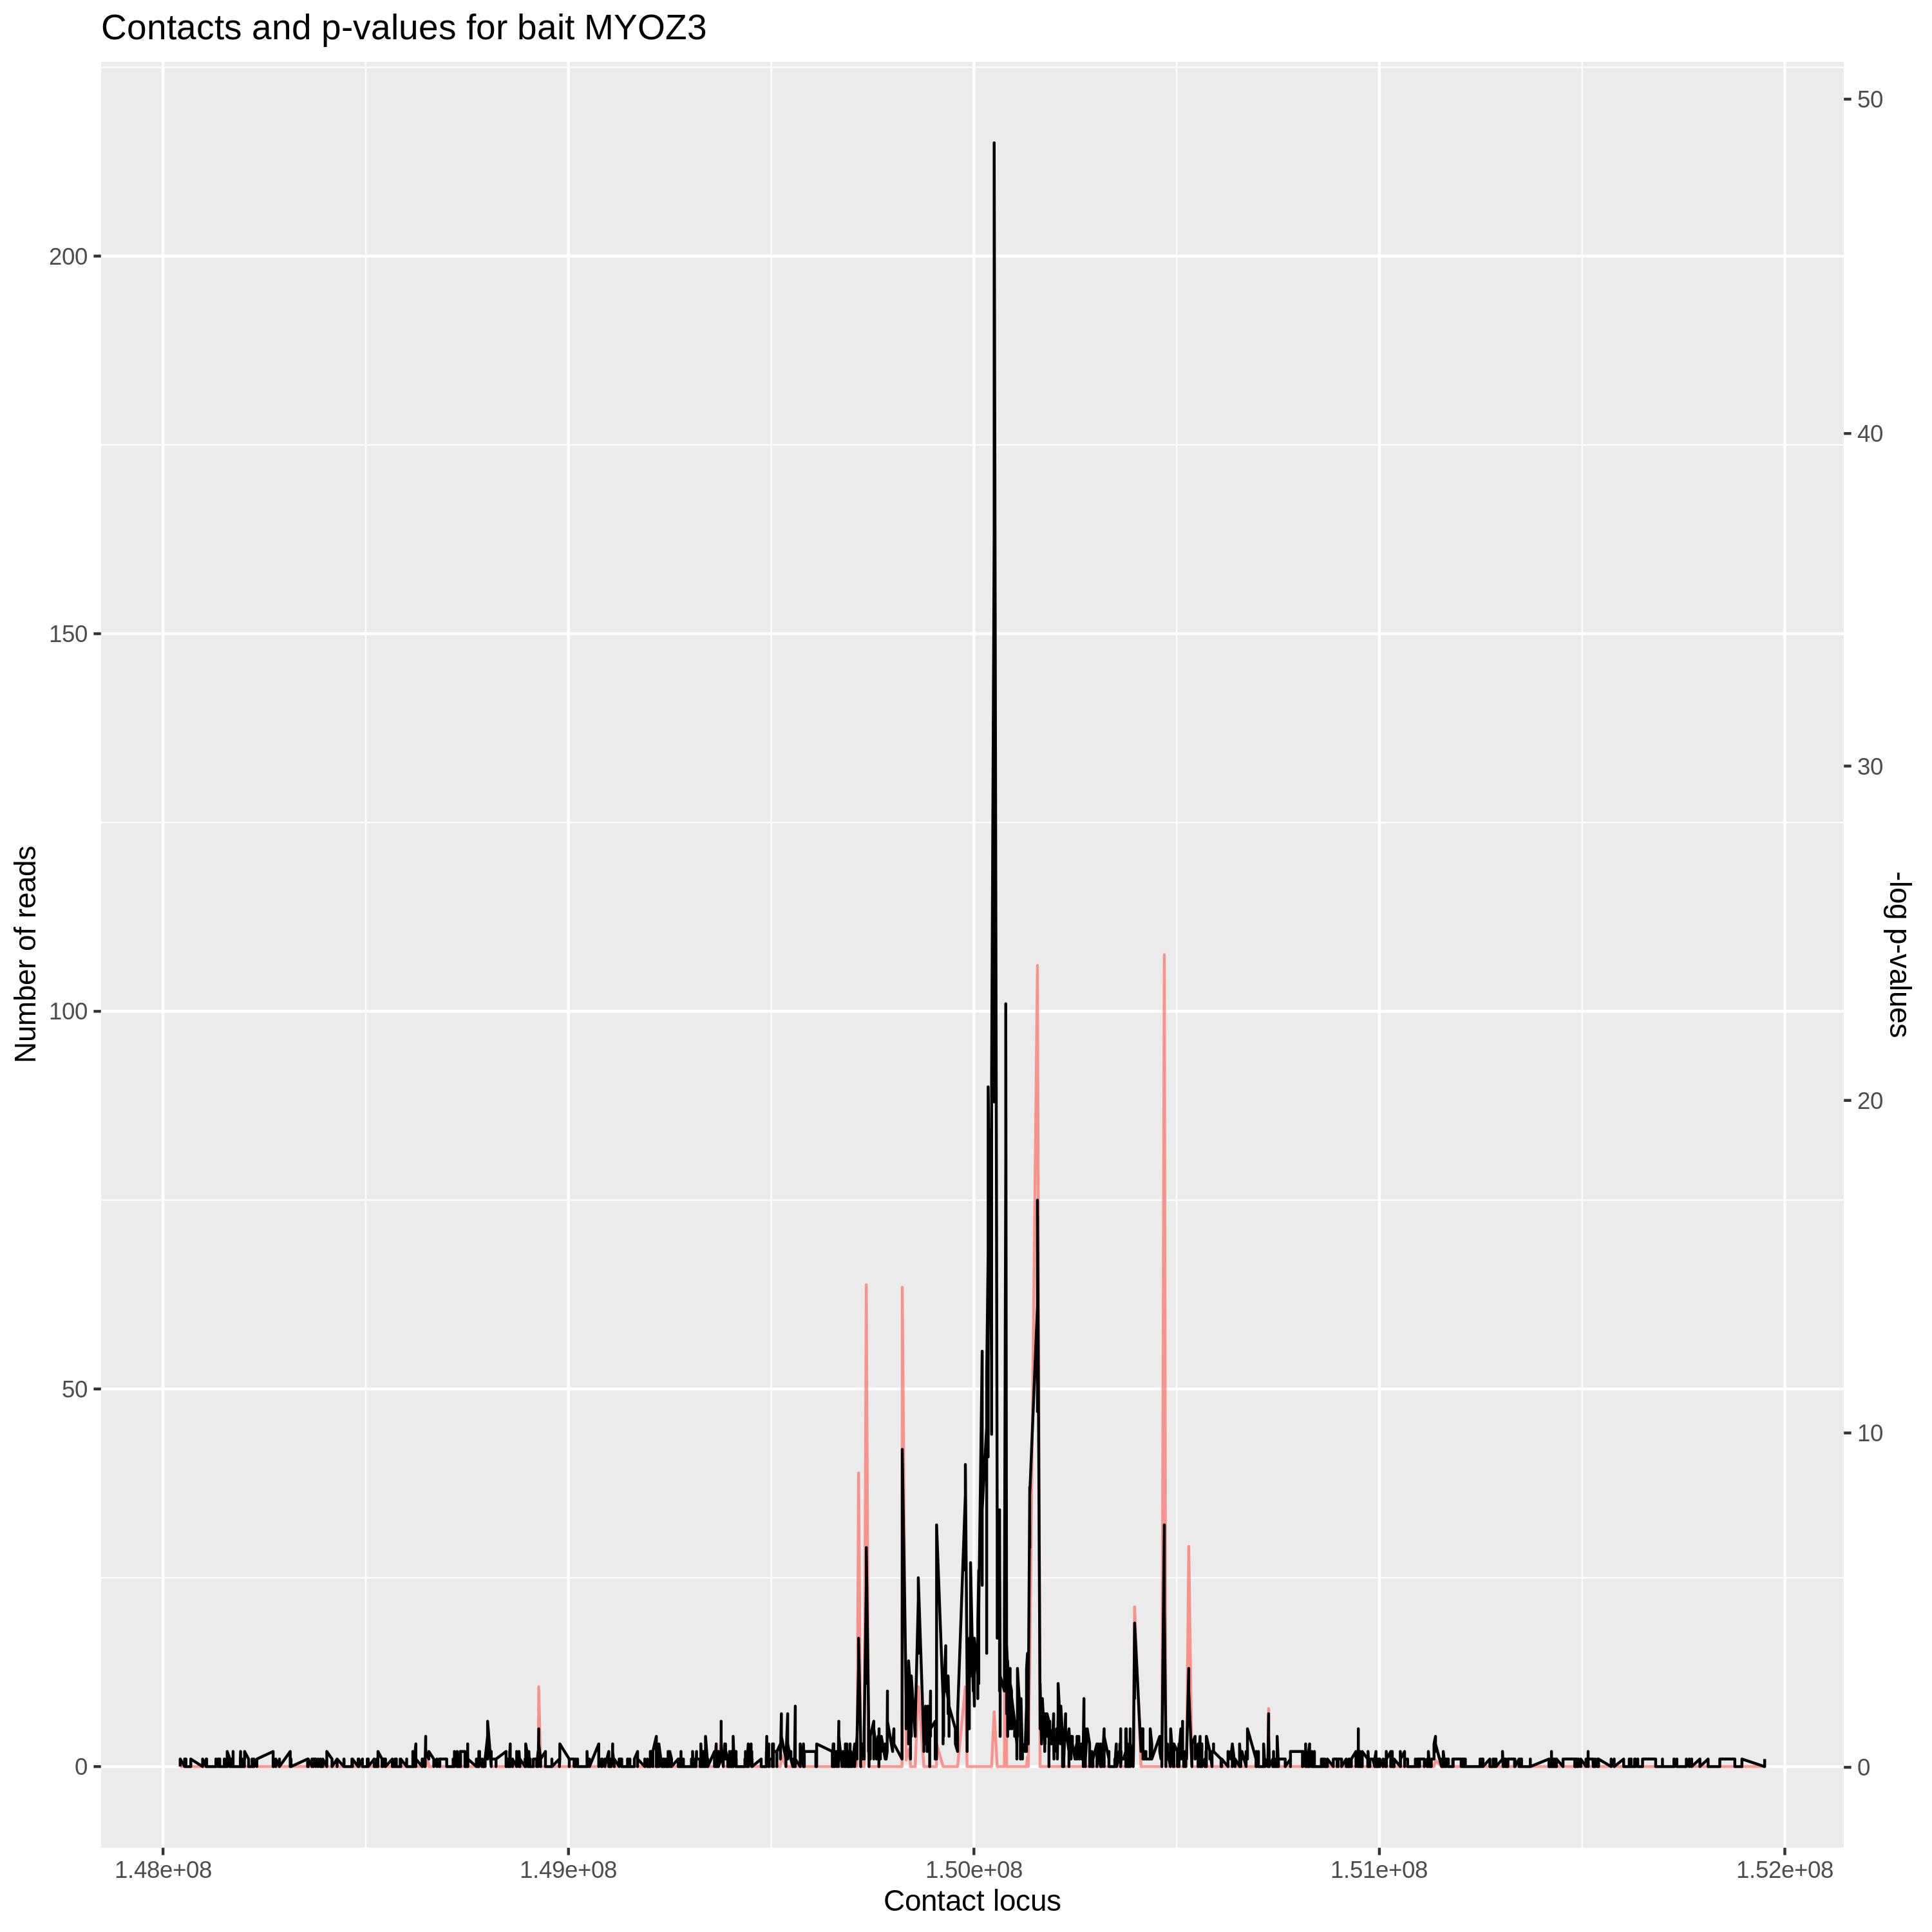 Contacts and p-values for bait MYOZ3
Number of reads
200
150
100
50
0
50
40
30
20
10
0
-log p-values
1.48e+08
1.49e+08
1.50e+08
1.51e+08
1.52e+08
Contact locus